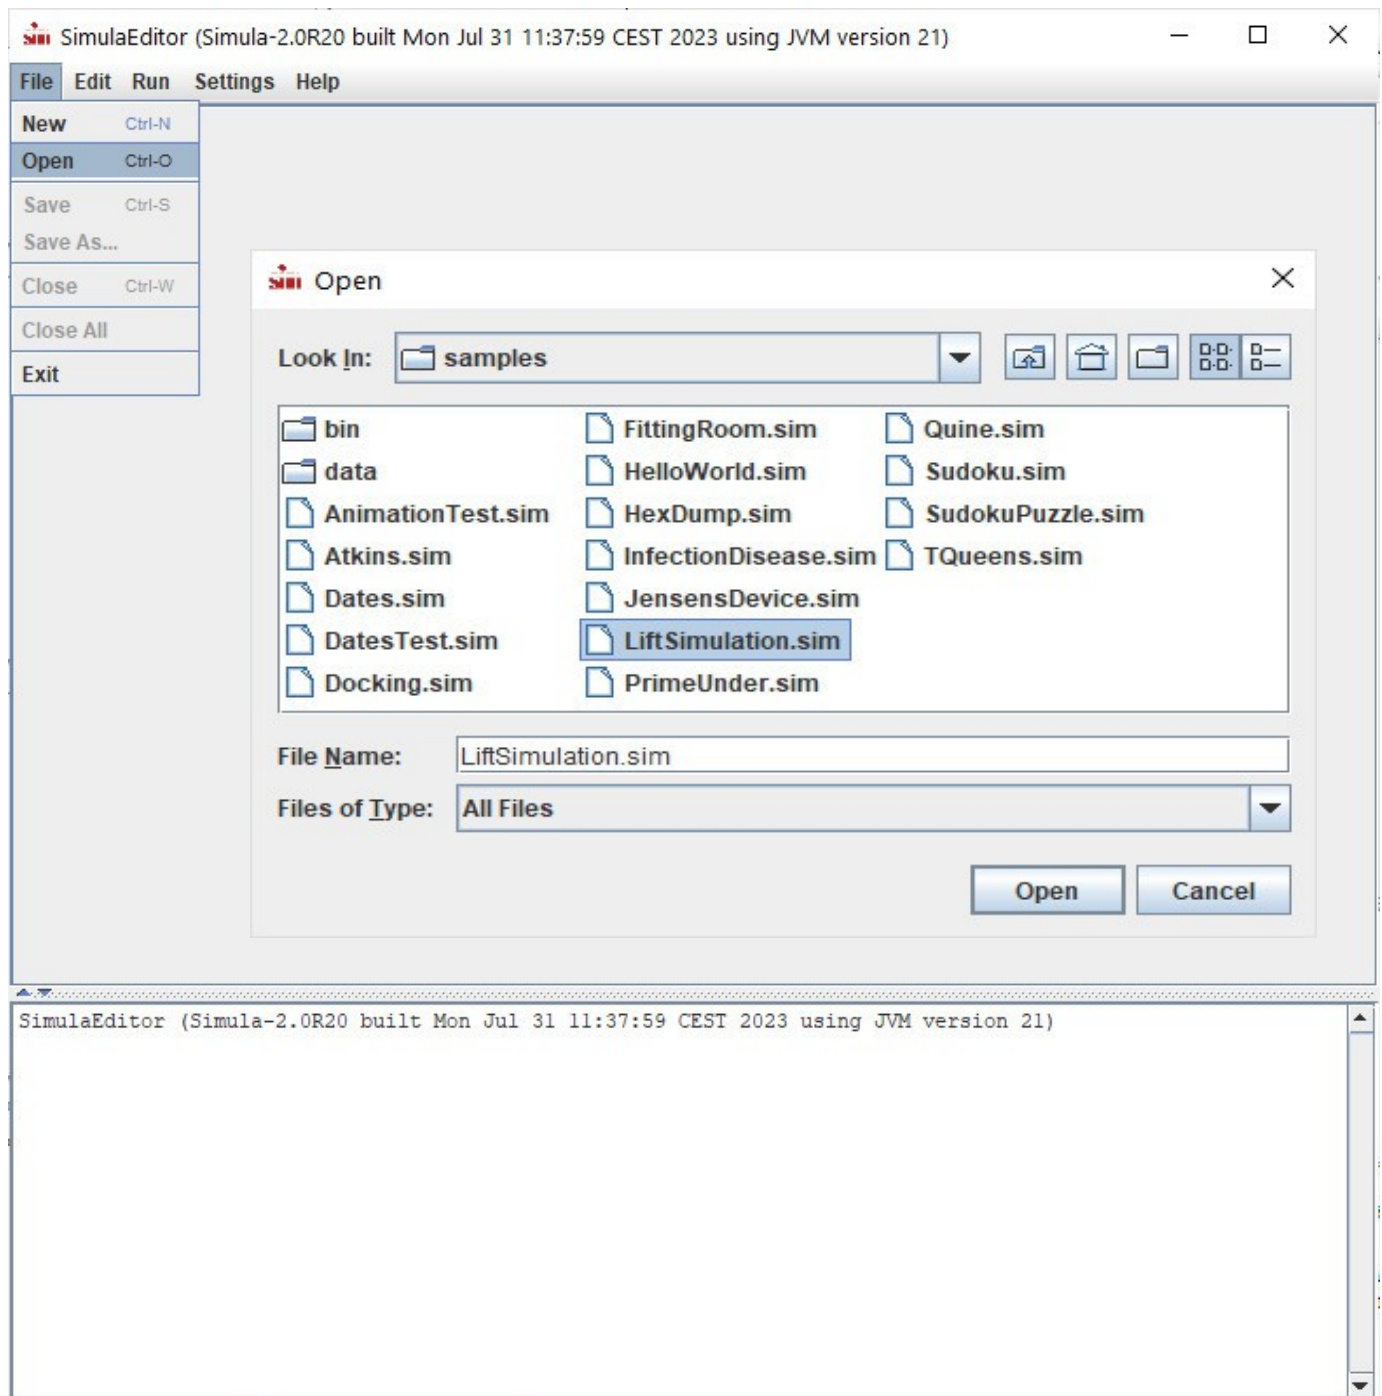 sim SimulaEditor (Simula-2.0R20 built Mon Jul 31 11:37:59 CEST 2023 using JVM version 21)
File Edit Run Settings Help
New Ctrl-N
Open Ctrl-O
Save Ctrl-S
Save As...
Close Ctrl-W
Close All
Exit
sim Open
Look In: samples
bin
data
AnimationTest.sim
Atkins.sim
Dates.sim
DatesTest.sim
Docking.sim
FittingRoom.sim
HelloWorld.sim
HexDump.sim
InfectionDisease.sim
JensensDevice.sim
LiftSimulation.sim
PrimeUnder.sim
Quine.sim
Sudoku.sim
SudokuPuzzle.sim
TQueens.sim
File Name: LiftSimulation.sim
Files of Type: All Files
Open Cancel
SimulaEditor (Simula-2.0R20 built Mon Jul 31 11:37:59 CEST 2023 using JVM version 21)